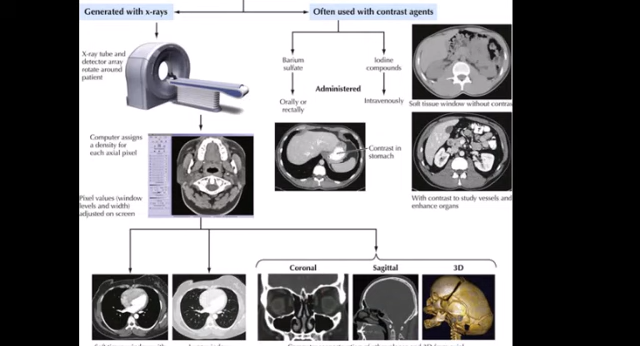 Generated with x-rays
Often used with contrast agents
X-ray tube and
detector array
rotate around
patient
Barium
sulfate
Iodine
compounds
Administered
Orally or
rectally
Intravenously
Soft tissue window without contras
Computer assigns
a density for
each axial pixel
Contrast in
stomach
Pixel values (window
levels and width)
adjusted on screen
With contrast to study vessels and
enhance organs
Coronal
Sagittal
3D